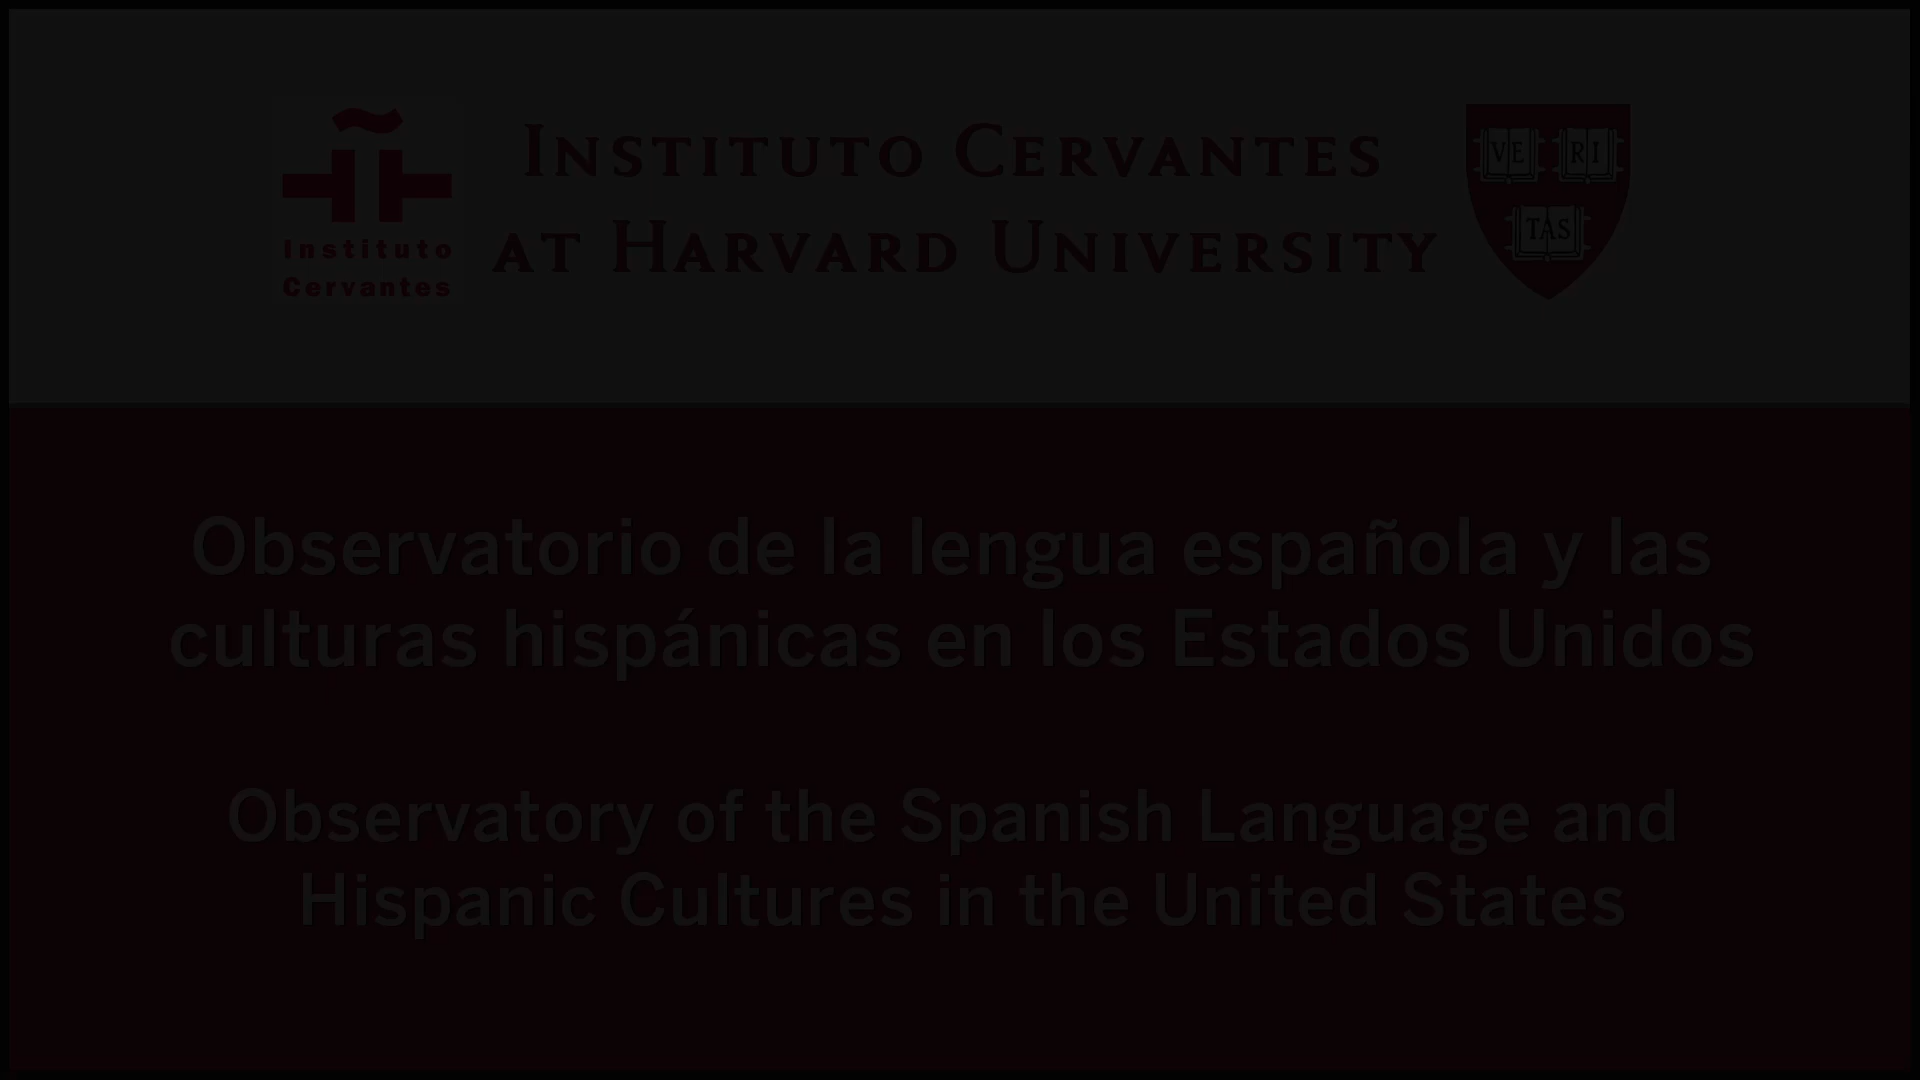 Instituto
Cervantes
INSTITUTO CERVANTES
AT HARVARD UNIVERSITY
VE RI
TAS
Observatorio de la lengua española y las
culturas hispánicas en los Estados Unidos
Observatory of the Spanish Language and
Hispanic Cultures in the United States